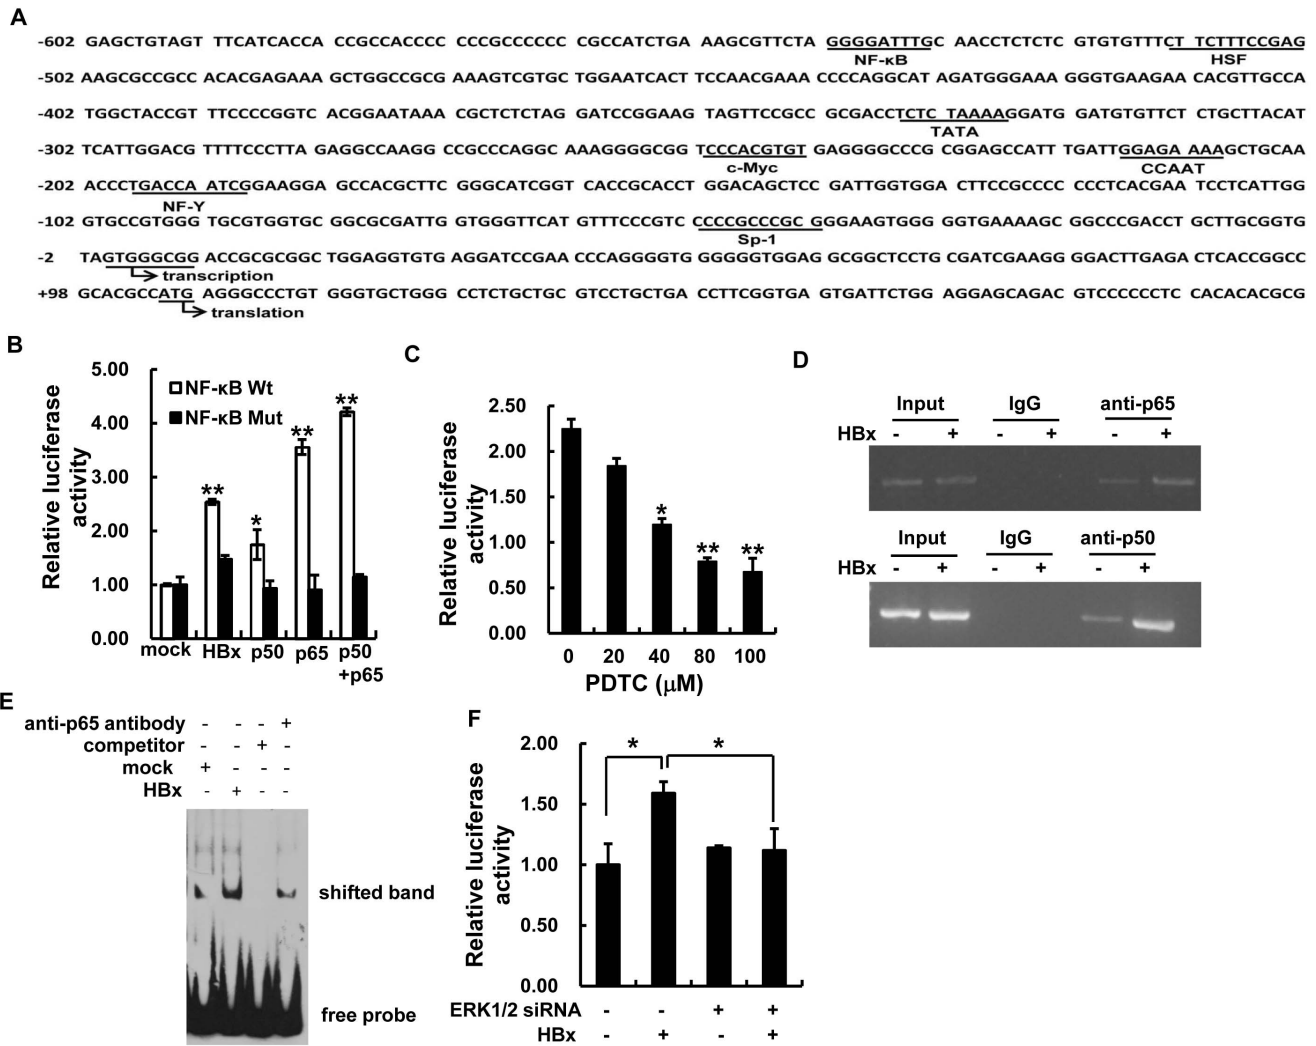 A
-602 GAGCTGTAGT TTCATCACCA CCGCCACCCC CCCGCCCCCC CGCCATCTGA AAGCGTTCTA GGGGATTTGC AACCTCTCTC GTGTGTTTCT TCTTTCCGAG
NF-κB HSF
-502 AAGCGCCGCC ACACGAGAAA GCTGGCCGCG AAAGTCGTGC TGGAATCACT TCCAACGAAA CCCCAGGCAT AGATGGGAAA GGGTGAAGAA CACGTTGCCA
-402 TGGCTACCGT TTCCCCGGTC ACGGAATAAA CGCTCTCTAG GATCCGGAAG TAGTTCCGCC GCGACCTCTC TAAAAGGATG GATGTGTTCT CTGCTTACAT
TATA
-302 TCATTGGACG TTTTCCCTTA GAGGCCAAGG CCGCCCAGGC AAAGGGGCGG TCCCACGTGT GAGGGGCCCG CGGAGCCATT TGATTGGAGA AAAGCTGCAA
c-Myc CCAAT
-202 ACCCTGACCA ATCGGAAGGA GCCACGCTTC GGGCATCGGT CACCGCACCT GGACAGCTCC GATTGGTGGA CTTCCGCCCC CCCTCACGAA TCCTCATTGG
NF-Y
-102 GTGCCGTGGG TGCGTGGTGC GGCGCGATTG GTGGGTTCAT GTTTCCCGTC CCCCGCCCGC GGGAAGTGGG GGTGAAAAGC GGCCCGACCT GCTTGCGGTG
Sp-1
-2 TAGTGGGCGG ACCGCGCGGC TGGAGGTGTG AGGATCCGAA CCCAGGGGTG GGGGGTGGAG GCGGCTCCTG CGATCGAAGG GGACTTGAGA CTCACCGGCC
transcription
+98 GCACGCCATG AGGGCCCTGT GGGTGCTGGG CCTCTGCTGC GTCCTGCTGA CCTTCGGTGA GTGATTCTGG AGGAGCAGAC GTCCCCCCTC CACACACGCG
translation
B
Relative luciferase
activity
5.00
4.00
3.00
2.00
1.00
0.00
NF-κB Wt
NF-κB Mut
**
*
**
**
mock HBx p50 p65 p50
+p65
C
Relative luciferase
activity
2.50
2.00
1.50
1.00
0.50
0.00
*
**
**
0 20 40 80 100
PDTC (μM)
D
Input IgG anti-p65
HBx - + - + - +
Input IgG anti-p50
HBx - + - + - +
E
anti-p65 antibody - - - +
competitor - - + -
mock + - - -
HBx - + - -
shifted band
free probe
F
Relative luciferase
activity
2.00
1.50
1.00
0.50
0.00
* *
ERK1/2 siRNA - - + +
HBx - + - +